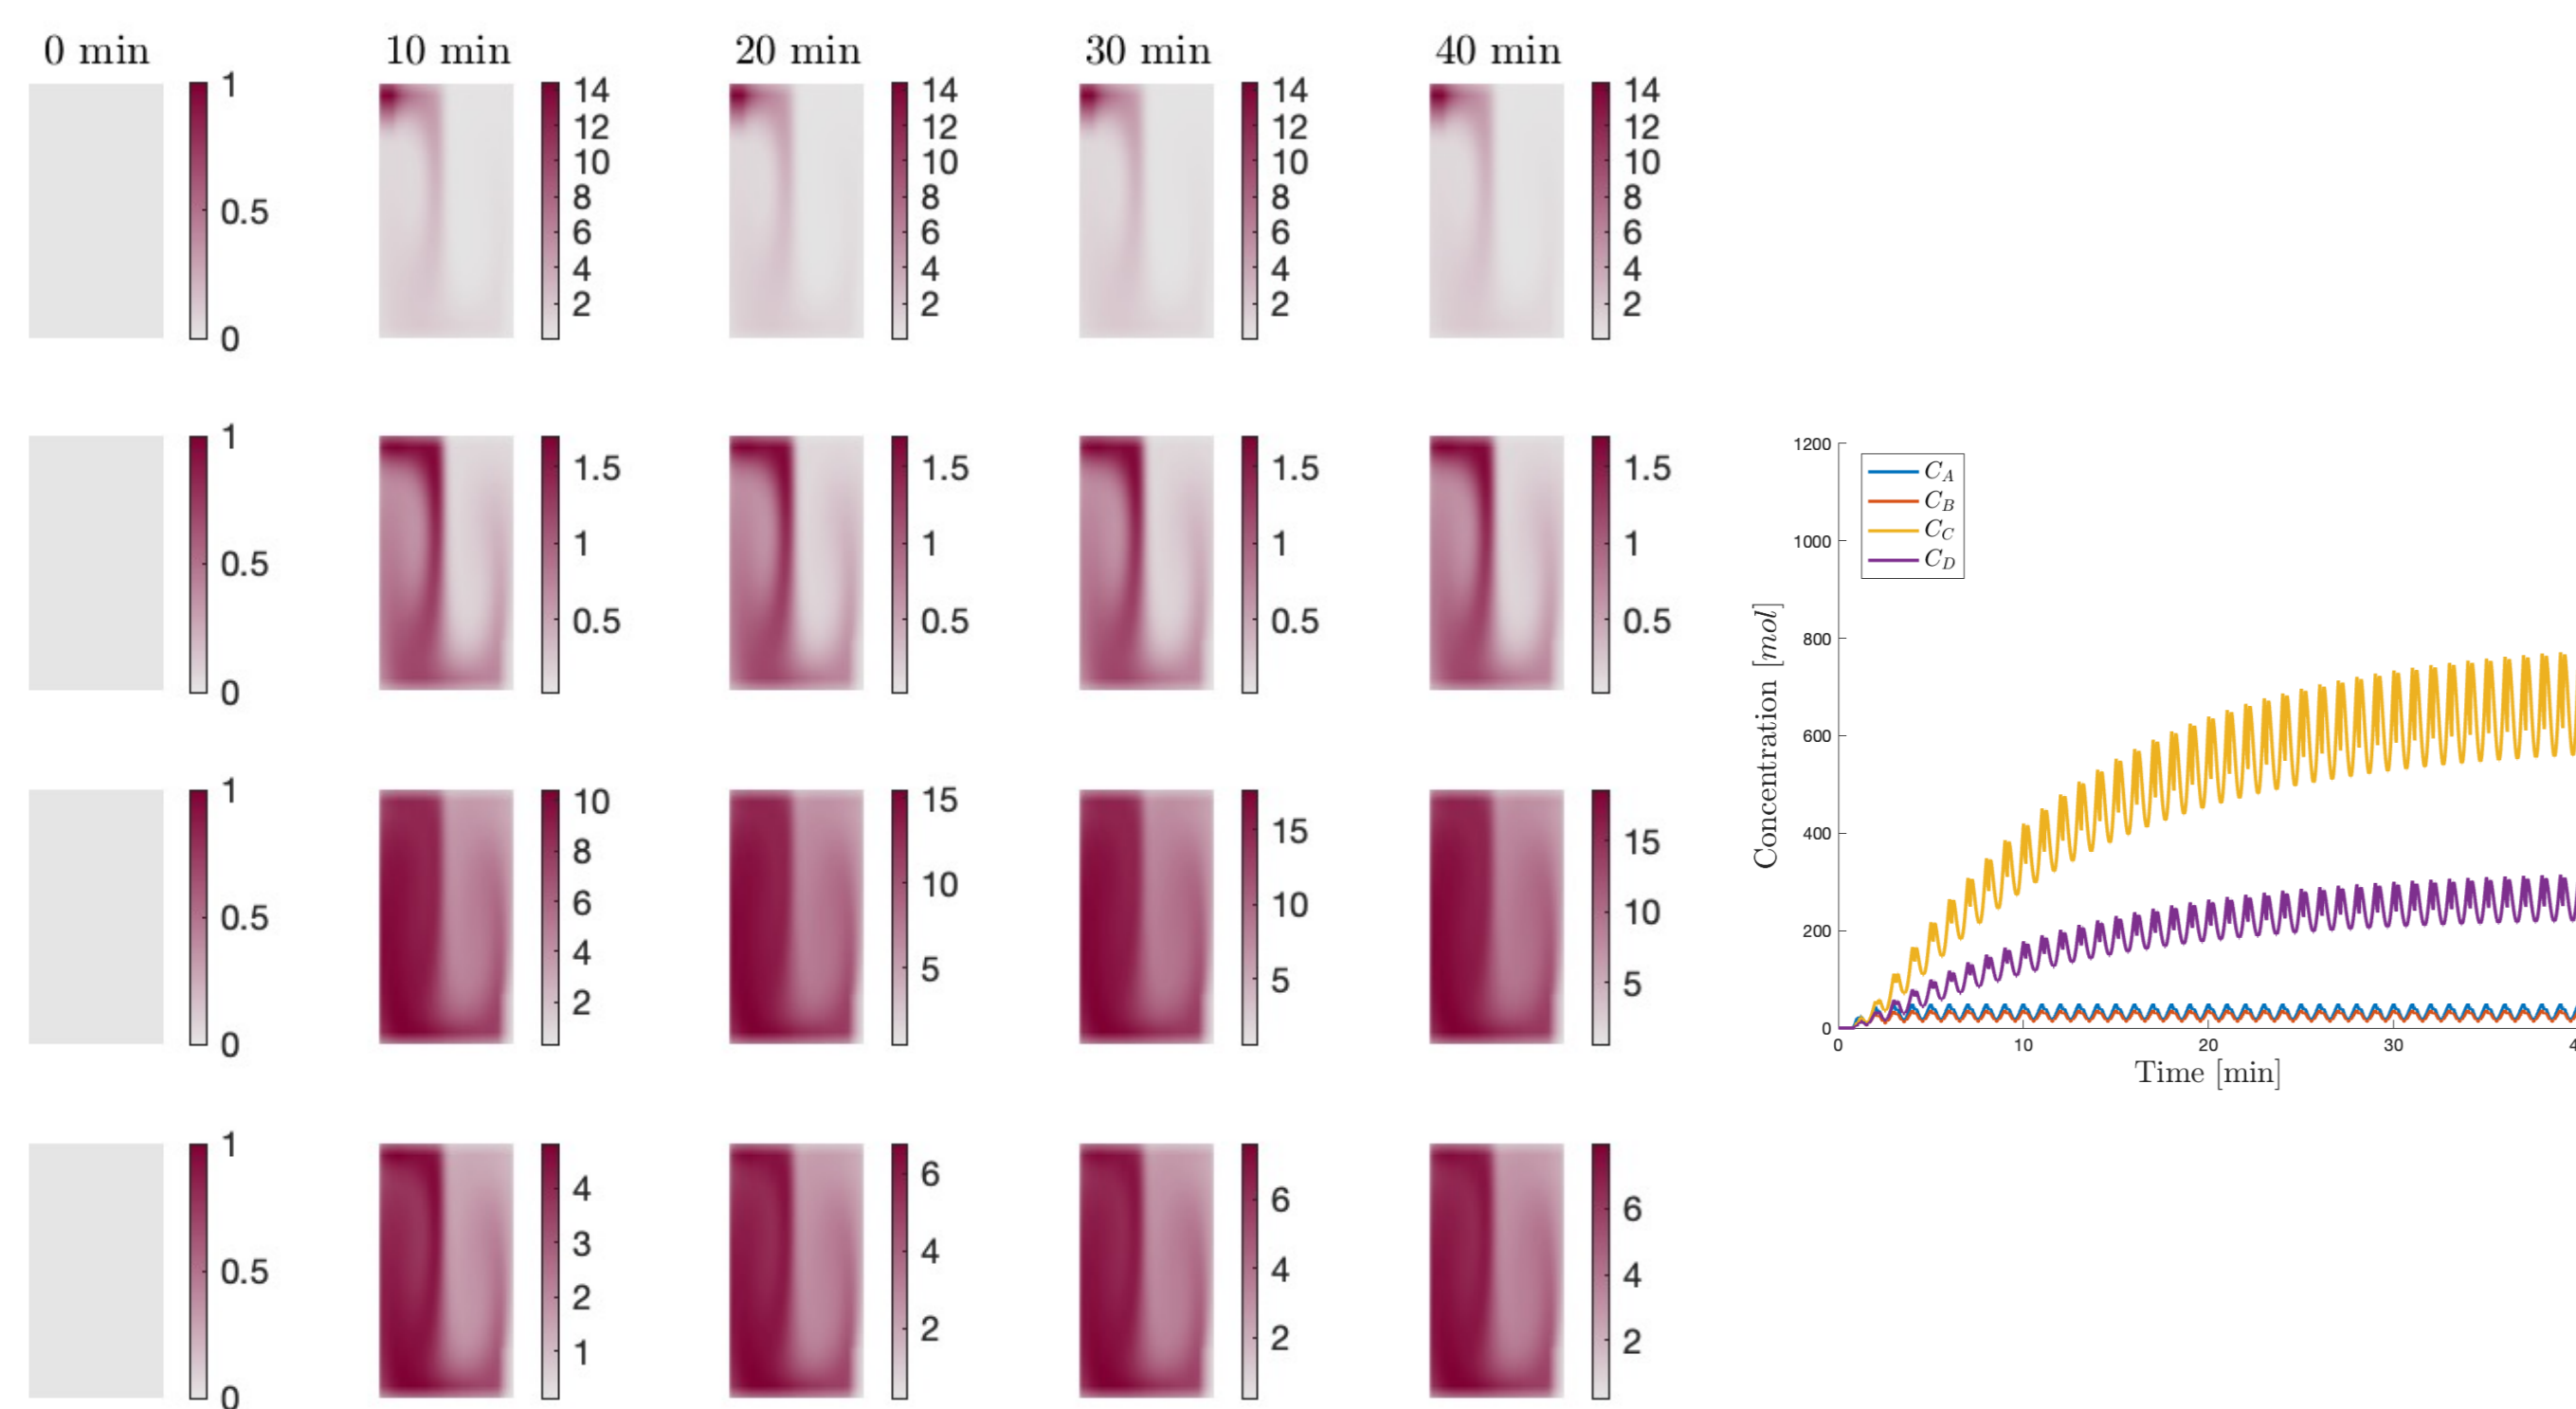 0 min 10 min 20 min 30 min 40 min
1 14 14 14 14
12 12 12 12
10 10 10 10
8 8 8 8
0.5 6 6 6 6
4 4 4 4
2 2 2 2
0
1 1.5 1.5 1.5 1.5
0.5 1 1 1 1
0.5 0.5 0.5 0.5
0
1 10 15 15 15
8
0.5 6 10 10 10
4
2 5 5 5
0
1 4 6 6 6
3
0.5 2 4 4 4
1 2 2 2
0
1200
1000
800
600
400
200
0
Concentration [mol]
C_A
C_B
C_C
C_D
0 10 20 30 4
Time [min]